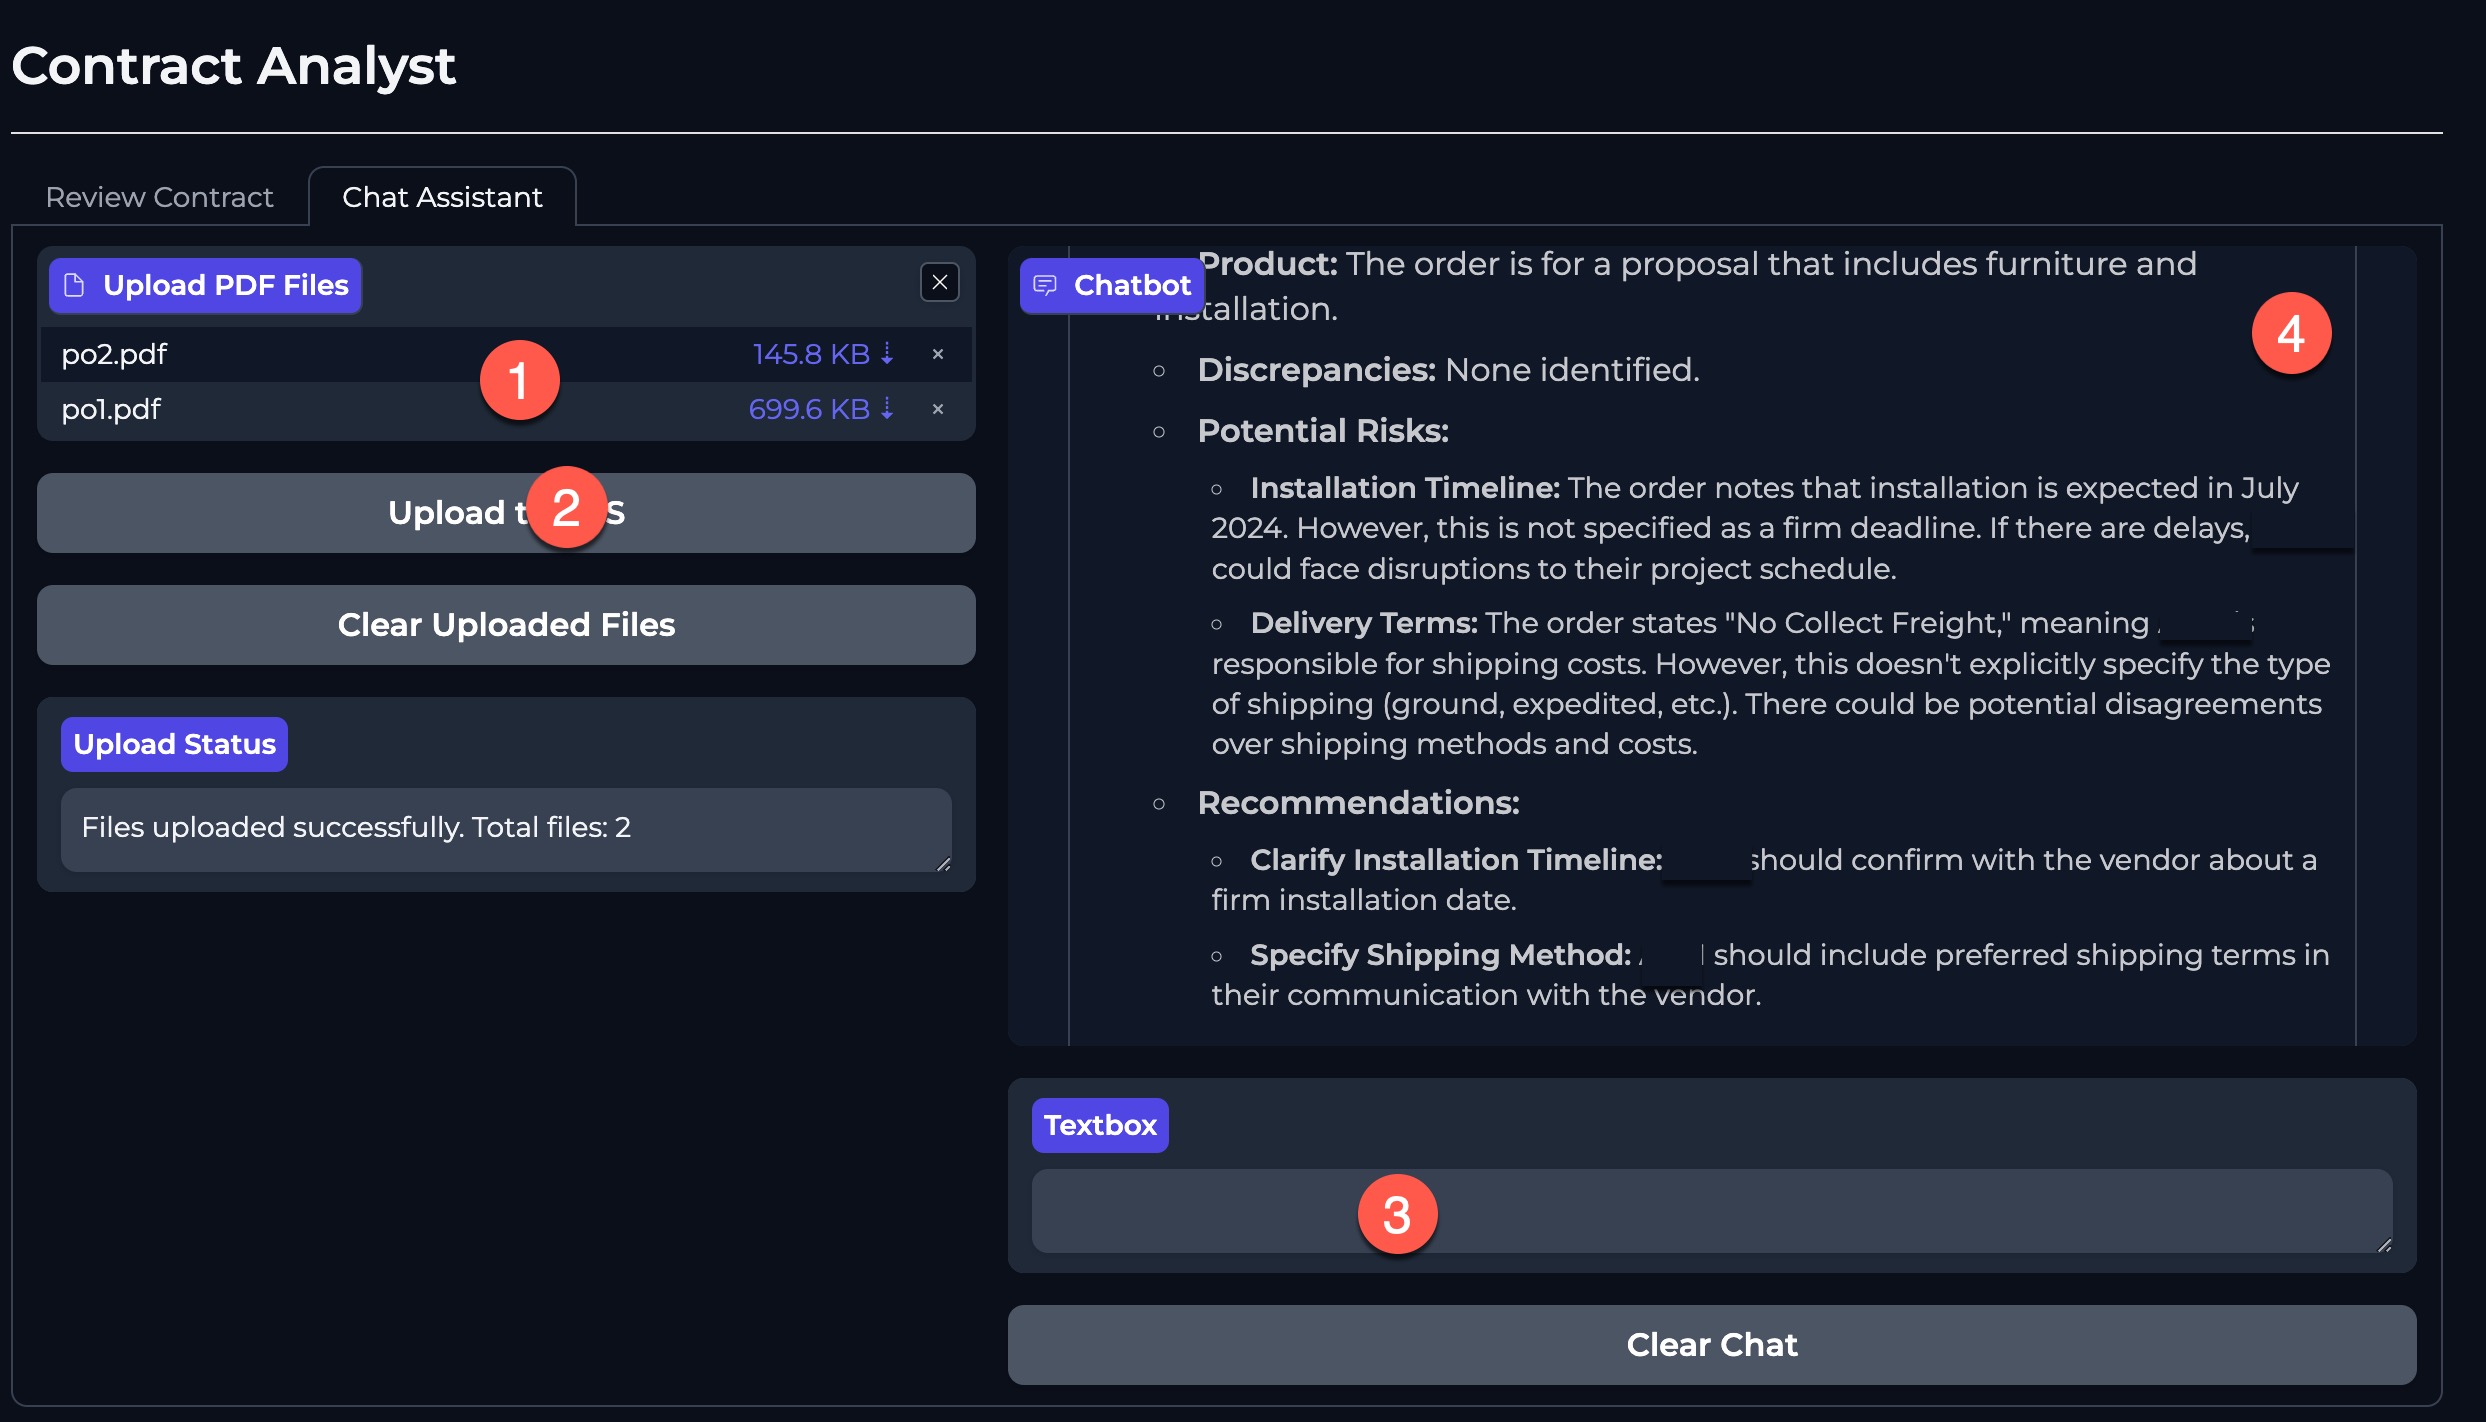 Contract Analyst
Review Contract
Chat Assistant
Upload PDF Files
po2.pdf 145.8 KB ↓ ×
1
po1.pdf 699.6 KB ↓ ×
Upload t 2 S
Clear Uploaded Files
Upload Status
Files uploaded successfully. Total files: 2
Chatbot
Product: The order is for a proposal that includes furniture and
installation.
4
Discrepancies: None identified.
Potential Risks:
Installation Timeline: The order notes that installation is expected in July
2024. However, this is not specified as a firm deadline. If there are delays,
could face disruptions to their project schedule.
Delivery Terms: The order states "No Collect Freight," meaning
responsible for shipping costs. However, this doesn't explicitly specify the type
of shipping (ground, expedited, etc.). There could be potential disagreements
over shipping methods and costs.
Recommendations:
Clarify Installation Timeline: should confirm with the vendor about a
firm installation date.
Specify Shipping Method: should include preferred shipping terms in
their communication with the vendor.
Textbox
3
Clear Chat